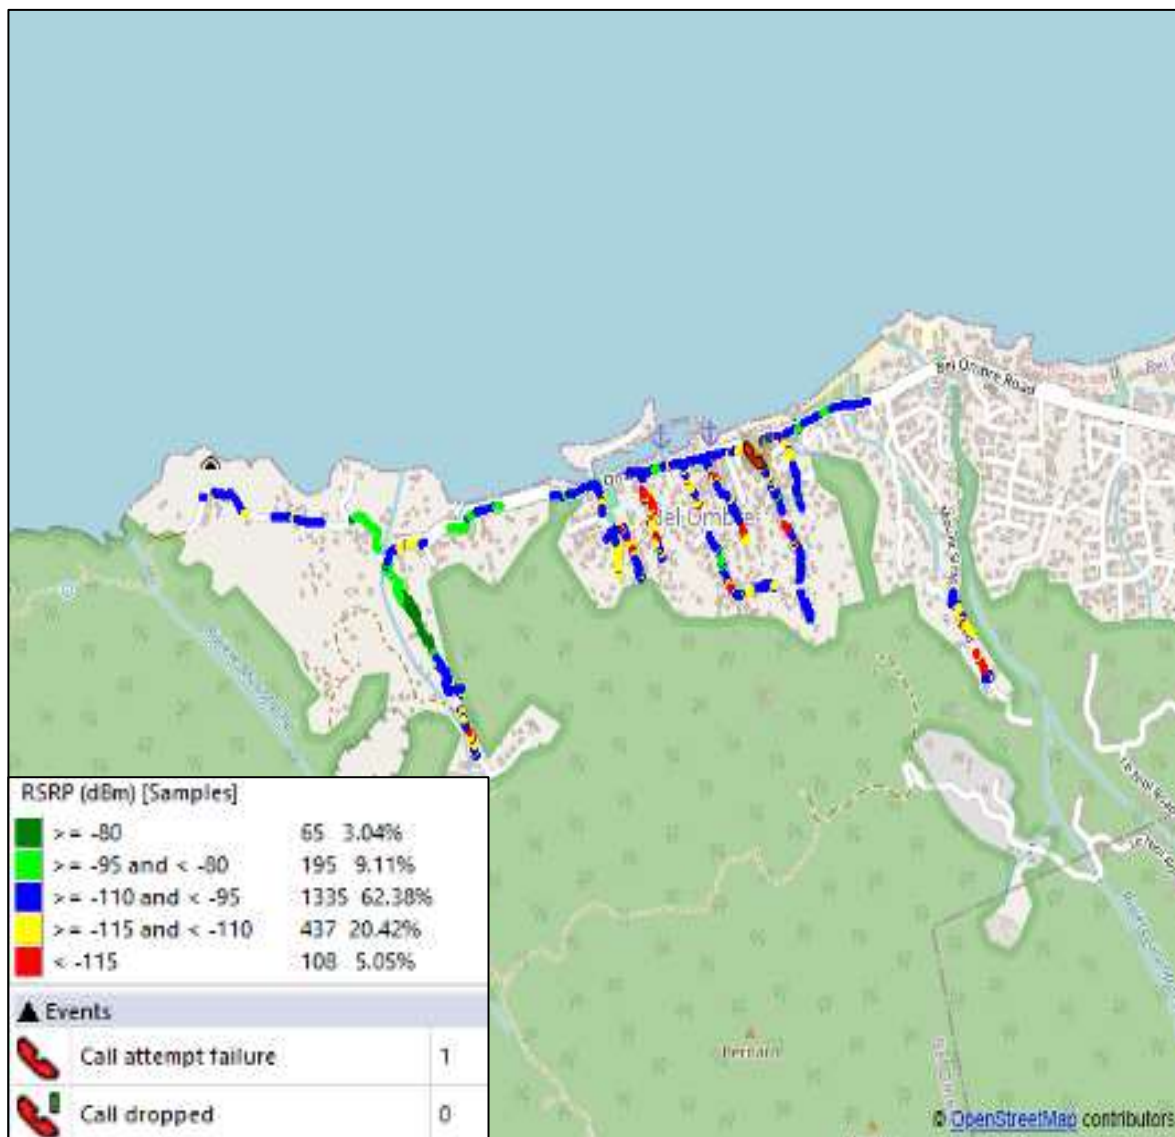 Bel Ombre Road
Bel Ombre
RSRP (dBm) [Samples]
>= -80 65 3.04%
>= -95 and < -80 195 9.11%
>= -110 and < -95 1335 62.38%
>= -115 and < -110 437 20.42%
< -115 108 5.05%
Events
Call attempt failure 1
Call dropped 0
© OpenStreetMap contributors